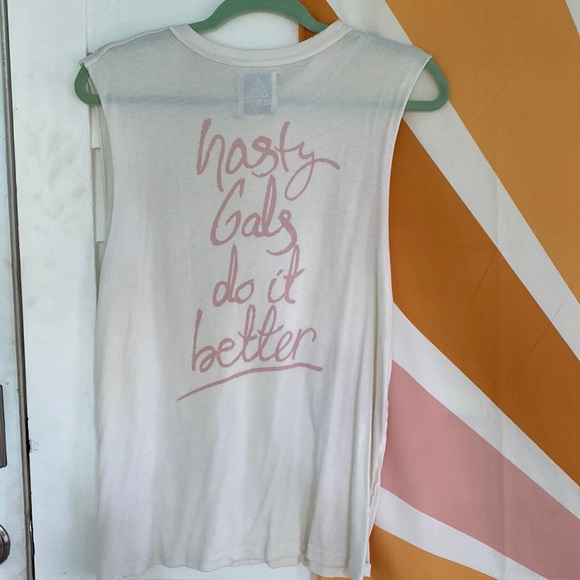 nasty
Gals
do it
better